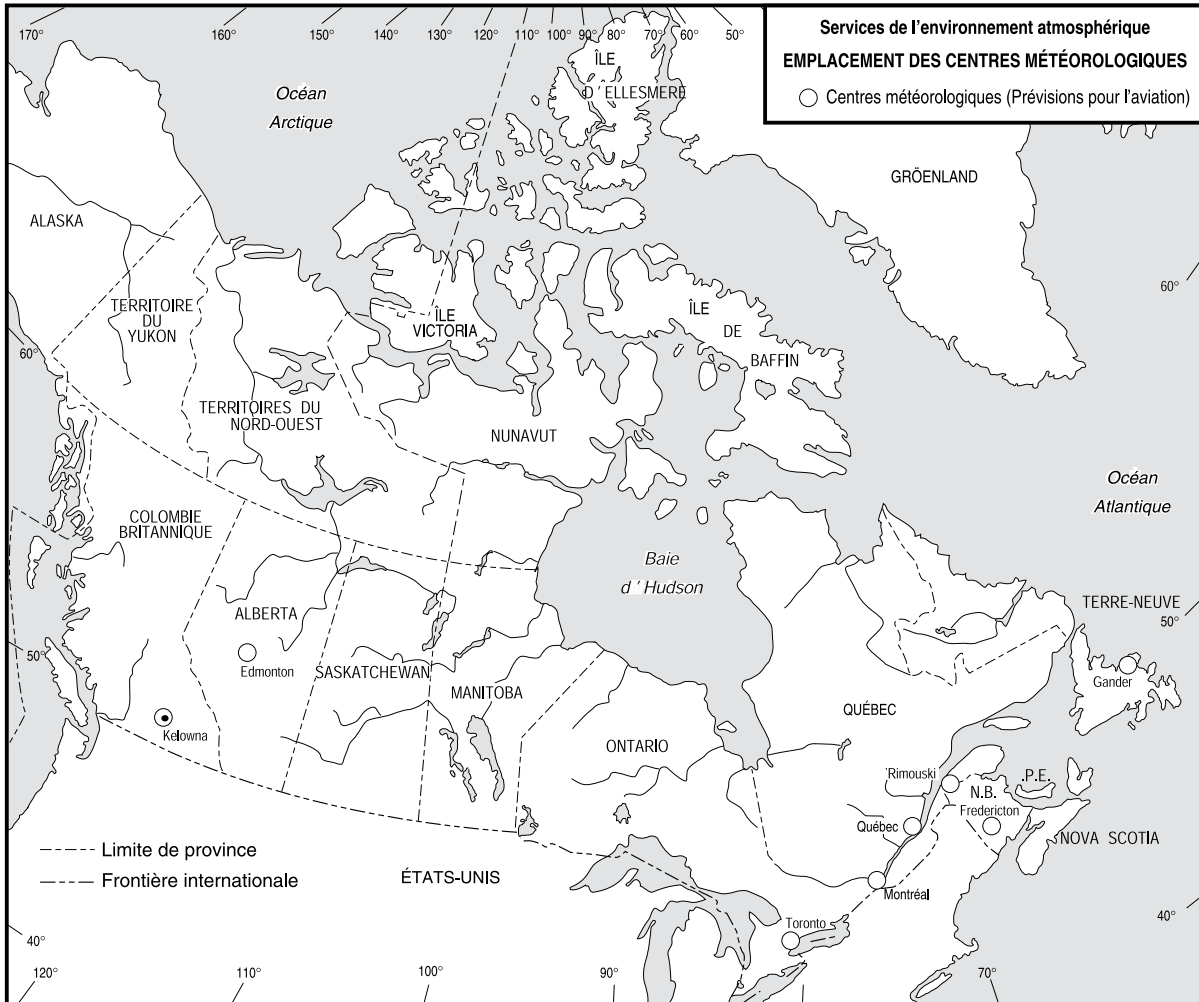 170°
160°
150°
140°
130°
120°
110°
100°
90°
80°
70°
60°
50°
Services de l'environnement atmosphérique
EMPLACEMENT DES CENTRES MÉTÉOROLOGIQUES
Centres météorologiques (Prévisions pour l'aviation)
Océan
Arctique
ÎLE
D'ELLESMERE
GRÖENLAND
ALASKA
TERRITOIRE
DU
YUKON
ÎLE
VICTORIA
ÎLE
DE
BAFFIN
60°
60°
TERRITOIRES DU
NORD-OUEST
NUNAVUT
Océan
Atlantique
COLOMBIE
BRITANNIQUE
Baie
d'Hudson
ALBERTA
TERRE-NEUVE
50°
50°
Edmonton
SASKATCHEWAN
MANITOBA
Gander
QUÉBEC
Kelowna
ONTARIO
Rimouski
.P.E.
N.B.
Fredericton
Québec
NOVA SCOTIA
Limite de province
Frontière internationale
ÉTATS-UNIS
Montréal
Toronto
40°
40°
120°
110°
100°
90°
70°